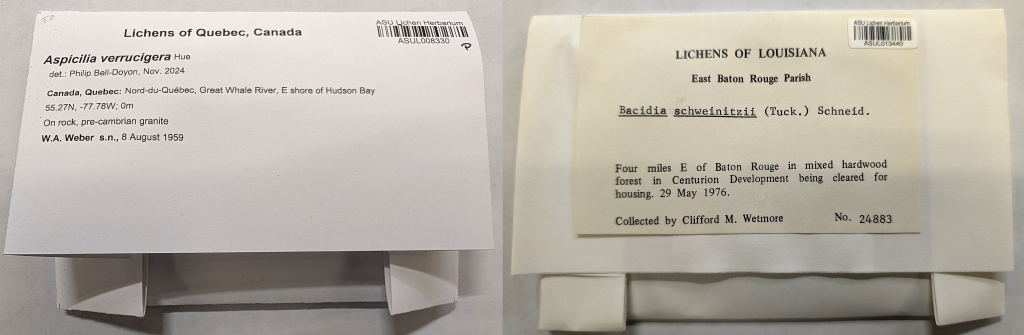 Lichens of Quebec, Canada
ASU Lichen Herbarium
ASUL008330
P
Aspicilia verrucigera Hue
det.: Philip Bell-Doyon, Nov. 2024
Canada, Quebec: Nord-du-Québec, Great Whale River, E shore of Hudson Bay
55.27N, -77.78W; 0m
On rock, pre-cambrian granite
W.A. Weber s.n., 8 August 1959
ASU Lichen Herbarium
ASUL013440
LICHENS OF LOUISIANA
East Baton Rouge Parish
Bacidia schweinitzii (Tuck.) Schneid.
Four miles E of Baton Rouge in mixed hardwood
forest in Centurion Development being cleared for
housing. 29 May 1976.
Collected by Clifford M. Wetmore No. 24883